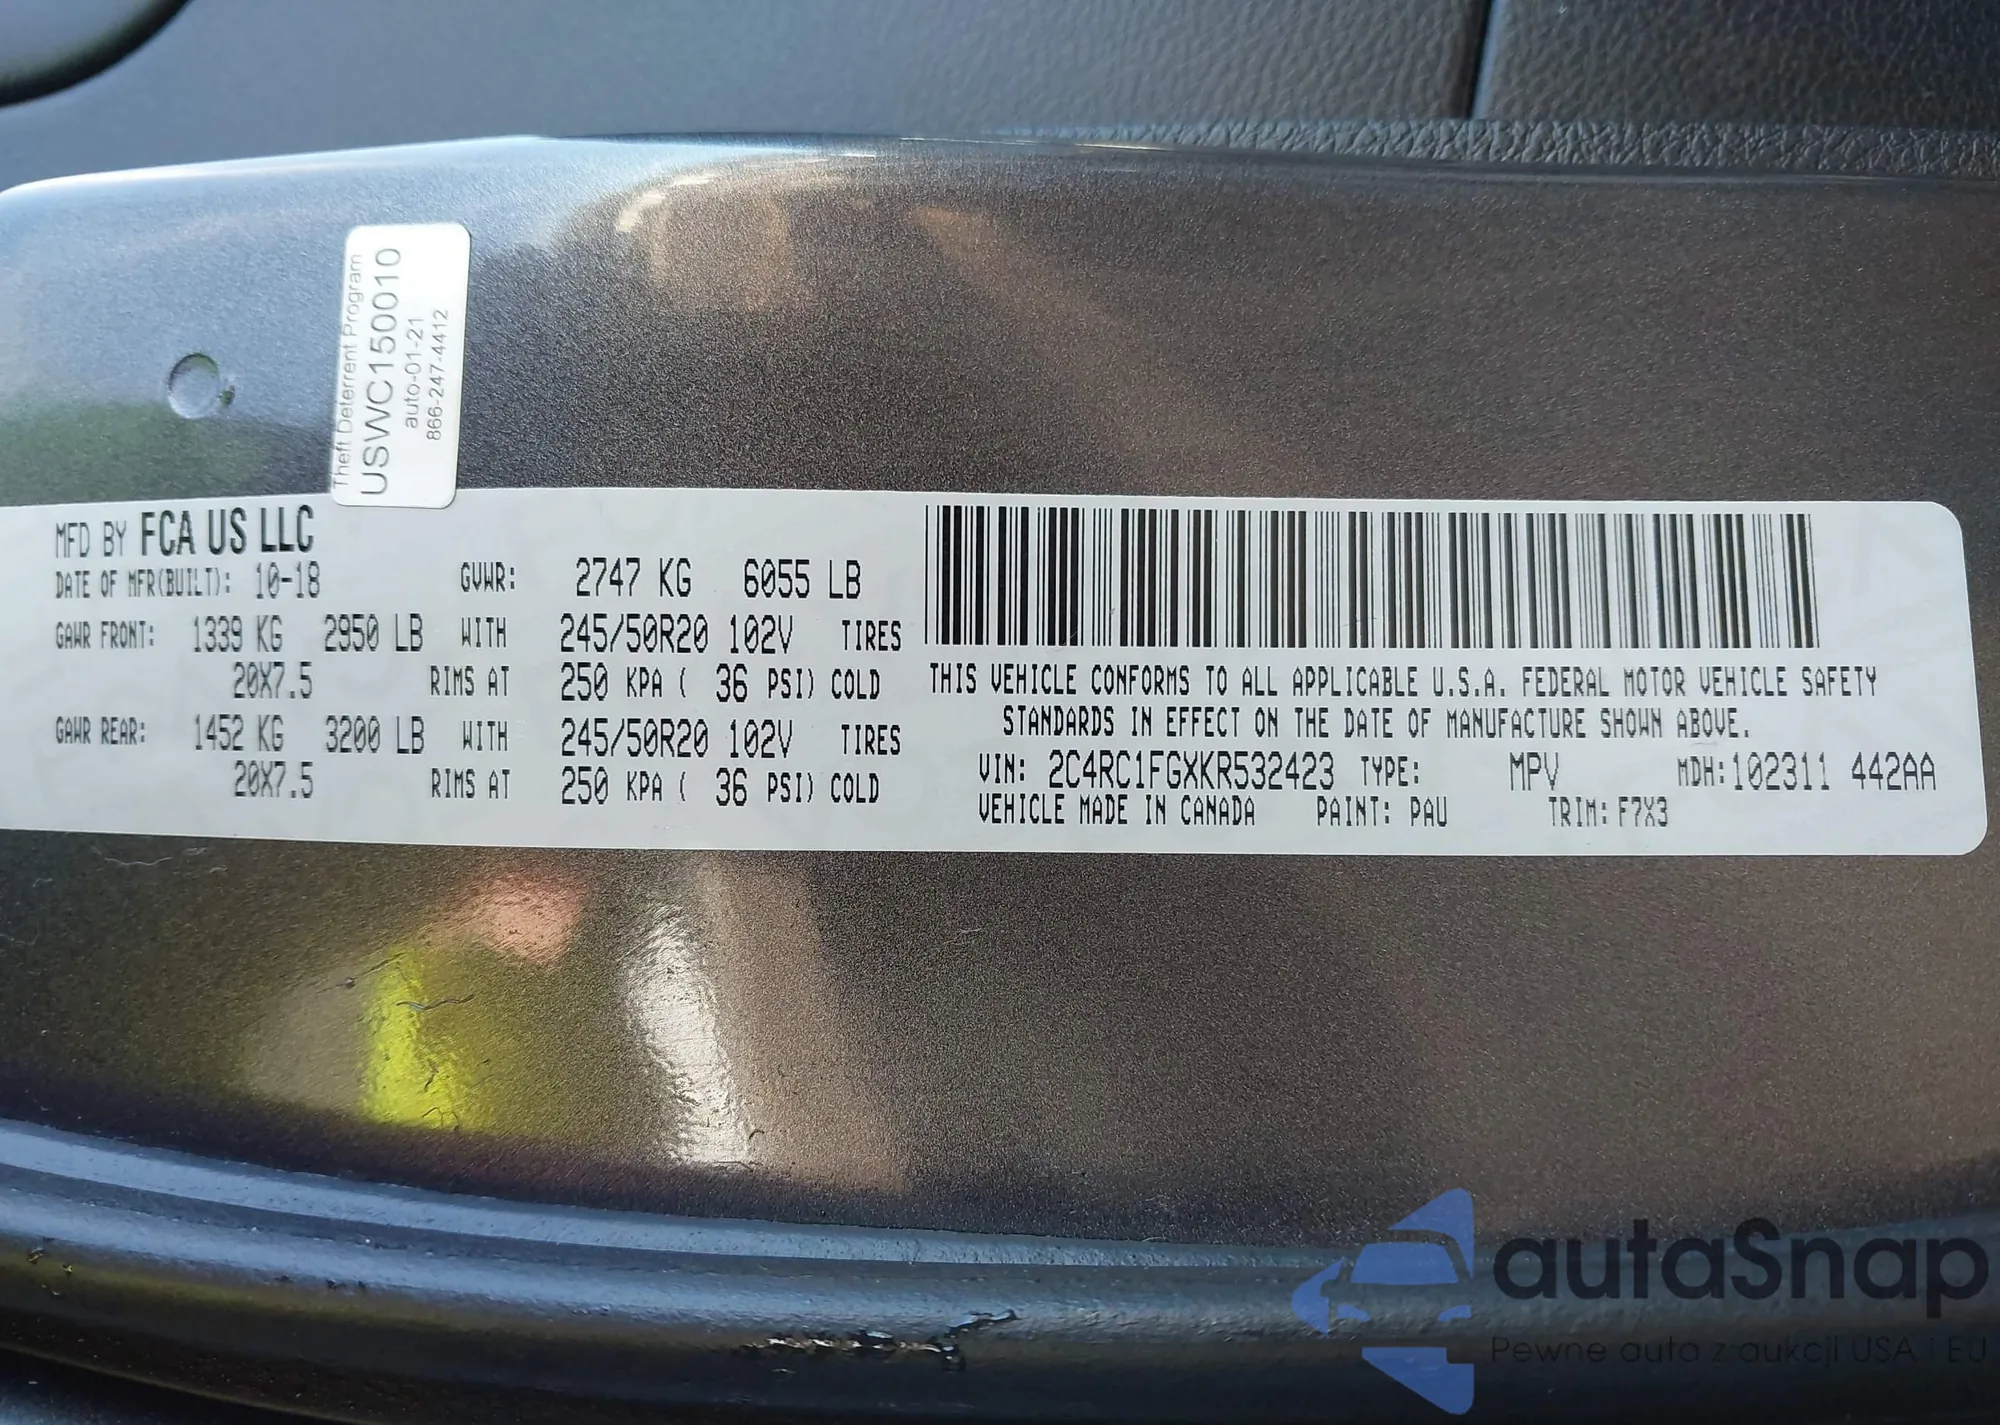 Theft Deterrent Program
USWC150010
auto-01-21
866-247-4412
MFD BY FCA US LLC
DATE OF MFR(BUILT): 10-18 GVWR: 2747 KG 6055 LB
GAWR FRONT: 1339 KG 2950 LB WITH 245/50R20 102V TIRES
20X7.5 RIMS AT 250 KPA ( 36 PSI) COLD
GAWR REAR: 1452 KG 3200 LB WITH 245/50R20 102V TIRES
20X7.5 RIMS AT 250 KPA ( 36 PSI) COLD
THIS VEHICLE CONFORMS TO ALL APPLICABLE U.S.A. FEDERAL MOTOR VEHICLE SAFETY
STANDARDS IN EFFECT ON THE DATE OF MANUFACTURE SHOWN ABOVE.
VIN: 2C4RC1FGXKR532423 TYPE: MPV MDH:102311 442AA
VEHICLE MADE IN CANADA PAINT: PAU TRIM: F7X3
autaSnap
Pewne auta z aukcji USA i EU